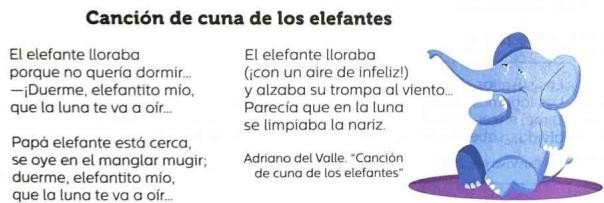 Canción de cuna de los elefantes
El elefante lloraba
porque no quería dormir...
—¡Duerme, elefantito mío,
que la luna te va a oír...
Papá elefante está cerca,
se oye en el manglar mugir;
duerme, elefantito mío,
que la luna te va a oír...
El elefante lloraba
(¡con un aire de infeliz!)
y alzaba su trompa al viento...
Parecía que en la luna
se limpiaba la nariz.
Adriano del Valle. "Canción
de cuna de los elefantes"